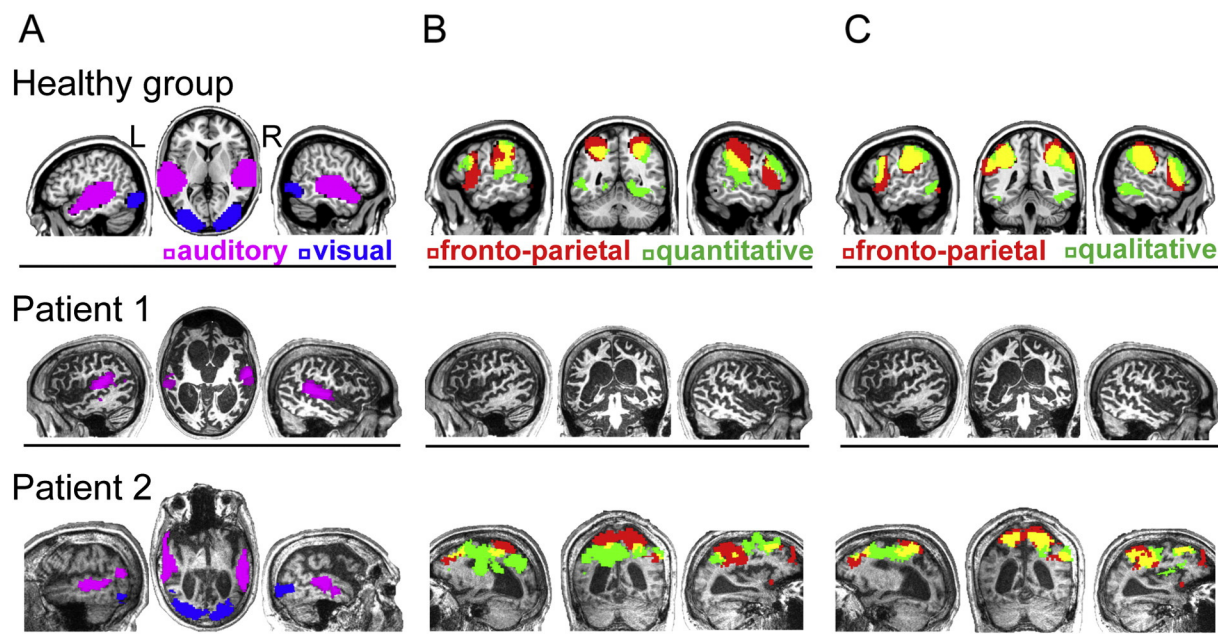 A B C
Healthy group
L R
auditory visual fronto-parietal quantitative fronto-parietal qualitative
Patient 1
Patient 2